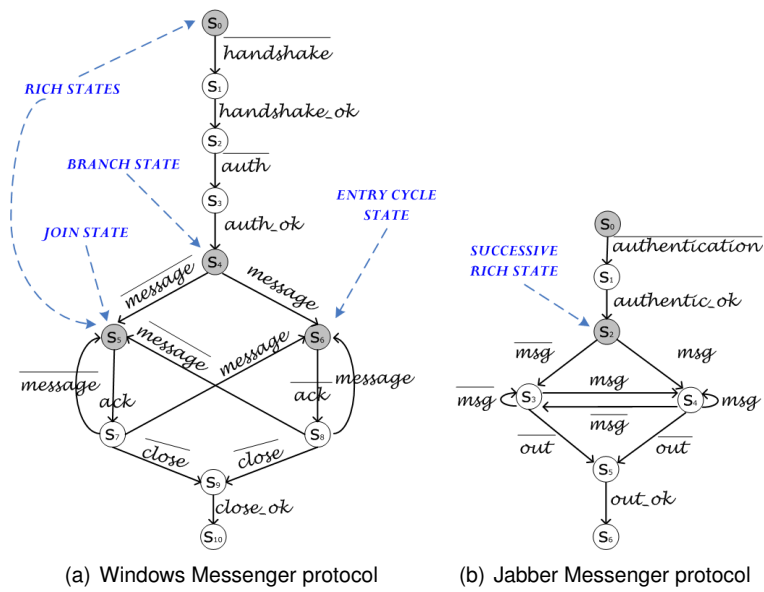 S₀
handshake
RICH STATES
S₁
handshake_ok
S₂
BRANCH STATE
auth
S₃
ENTRY CYCLE
STATE
auth_ok
JOIN STATE
S₄
message
message
S₅
message
message
S₆
message
ack
ack
message
S₇
S₈
close
close
S₉
close_ok
S₁₀
(a) Windows Messenger protocol
S₀
authentication
SUCCESSIVE
RICH STATE
S₁
authentic_ok
S₂
msg
msg
msg
S₃
msg
S₄
msg
msg
out
out
S₅
out_ok
S₆
(b) Jabber Messenger protocol